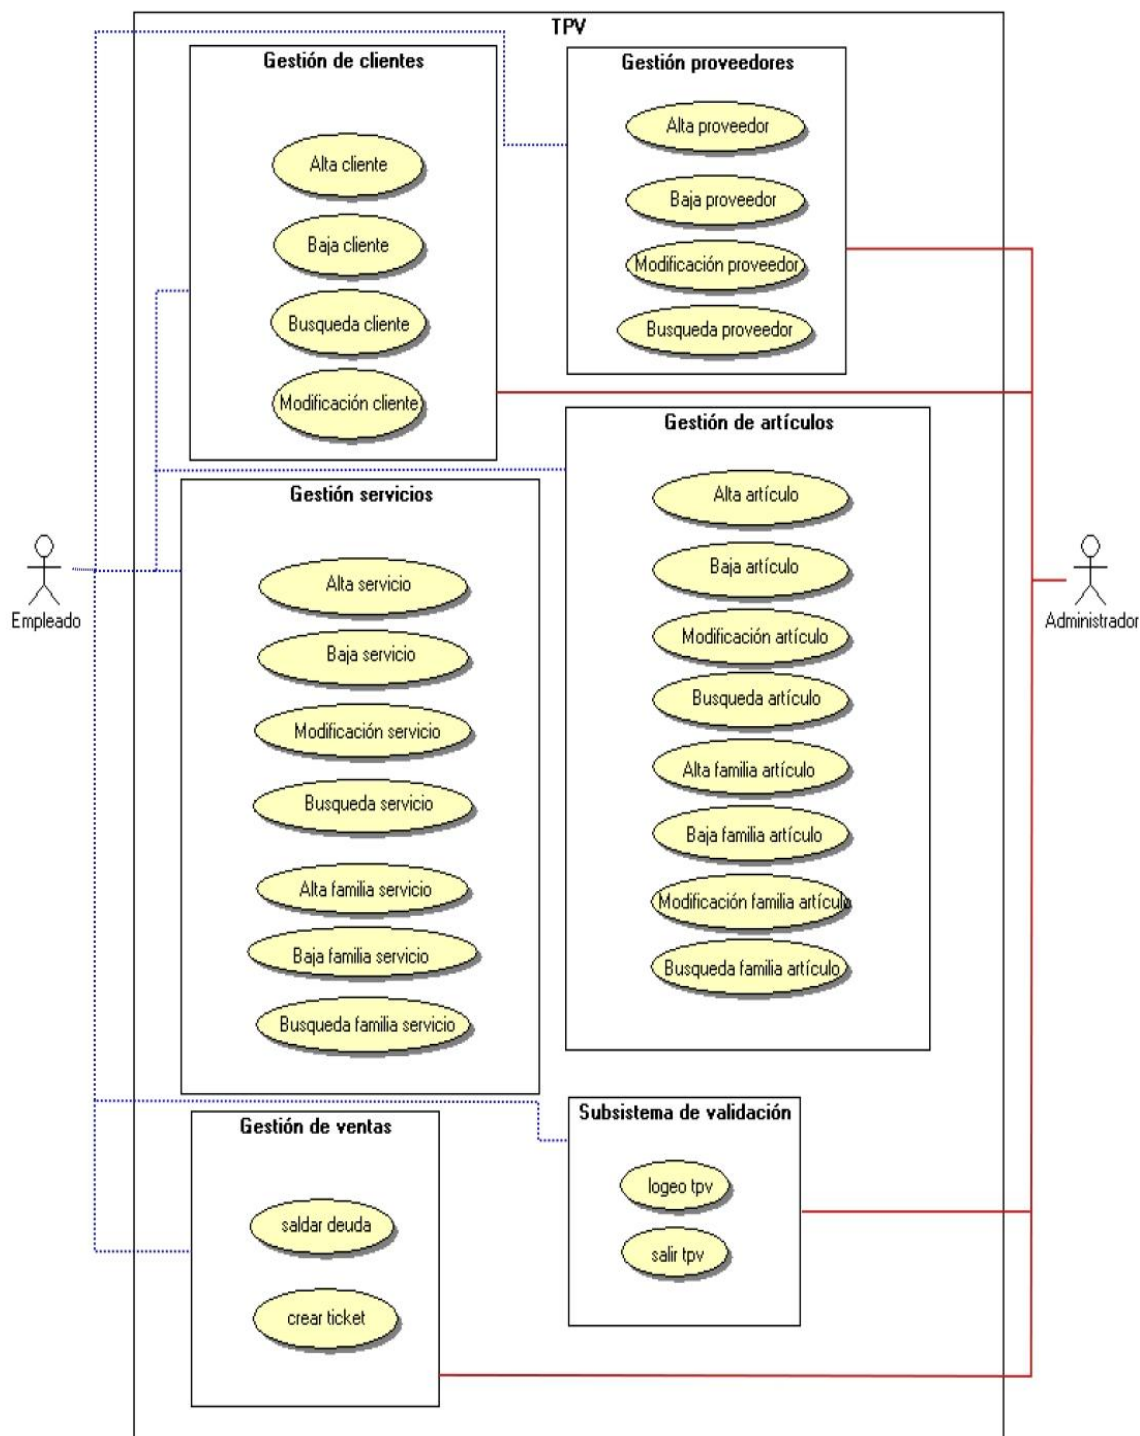 TPV
Gestión de clientes
Alta cliente
Baja cliente
Busqueda cliente
Modificación cliente
Gestión proveedores
Alta proveedor
Baja proveedor
Modificación proveedor
Busqueda proveedor
Gestión servicios
Alta servicio
Baja servicio
Modificación servicio
Busqueda servicio
Alta familia servicio
Baja familia servicio
Busqueda familia servicio
Gestión de artículos
Alta artículo
Baja artículo
Modificación artículo
Busqueda artículo
Alta familia artículo
Baja familia artículo
Modificación familia artículo
Busqueda familia artículo
Empleado
Administrador
Gestión de ventas
saldar deuda
crear ticket
Subsistema de validación
logeo tpv
salir tpv